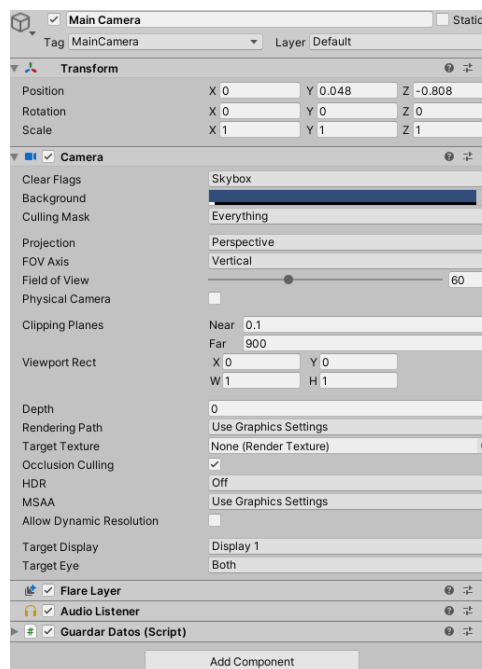 Main Camera Static
Tag MainCamera Layer Default
Transform
Position X 0 Y 0.048 Z -0.808
Rotation X 0 Y 0 Z 0
Scale X 1 Y 1 Z 1
Camera
Clear Flags Skybox
Background
Culling Mask Everything
Projection Perspective
FOV Axis Vertical
Field of View 60
Physical Camera
Clipping Planes Near 0.1
Far 900
Viewport Rect X 0 Y 0
W 1 H 1
Depth 0
Rendering Path Use Graphics Settings
Target Texture None (Render Texture)
Occlusion Culling
HDR Off
MSAA Use Graphics Settings
Allow Dynamic Resolution
Target Display Display 1
Target Eye Both
Flare Layer
Audio Listener
# Guardar Datos (Script)
Add Component